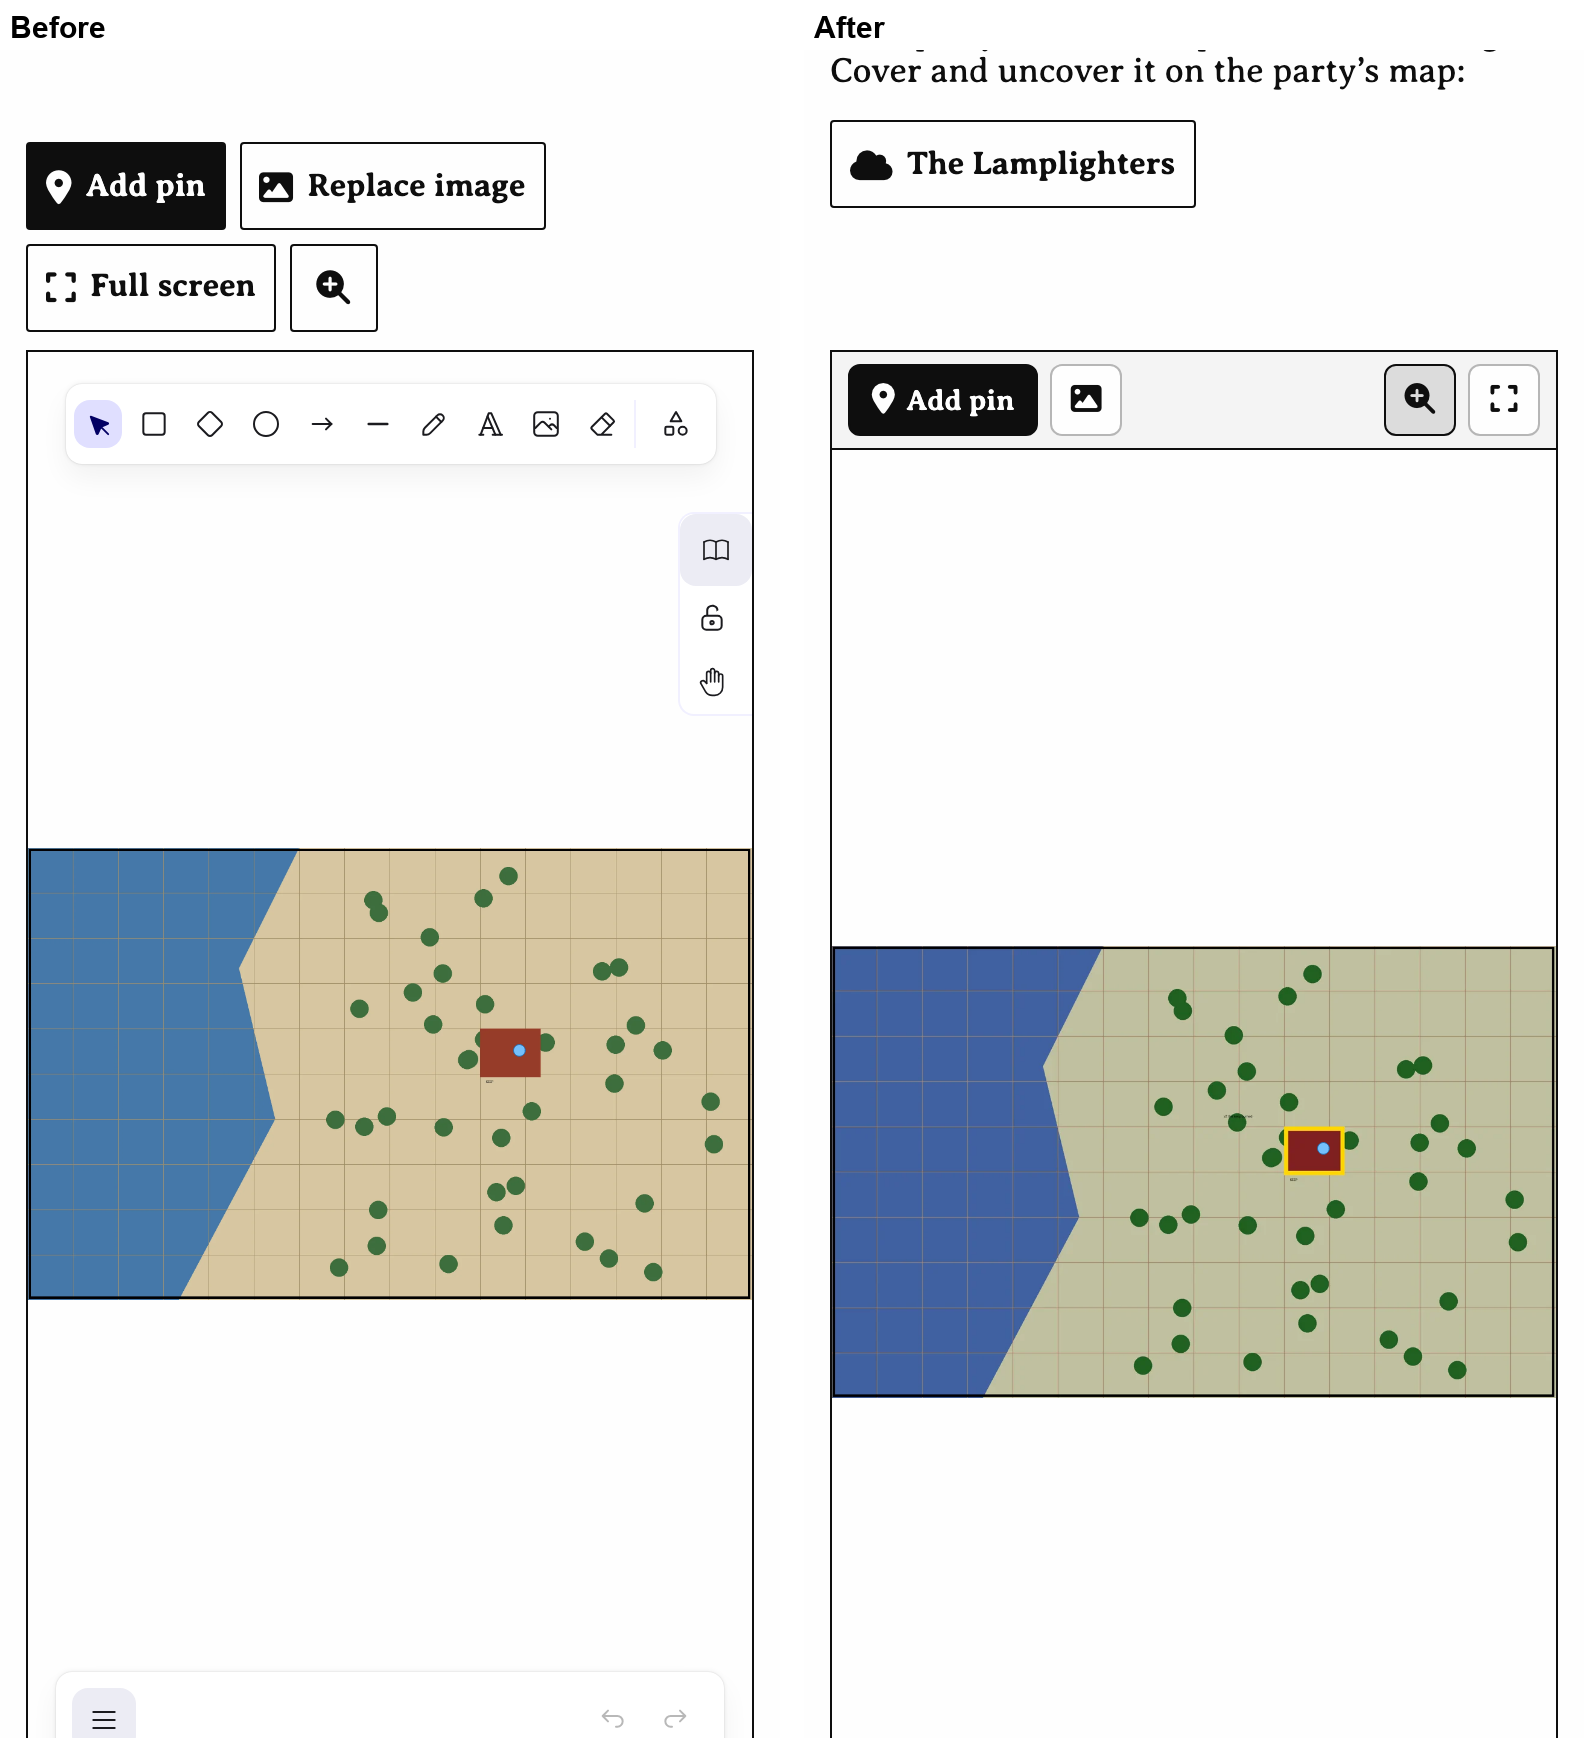 Before
Add pin
Replace image
Full screen
After
Cover and uncover it on the party’s map:
The Lamplighters
Add pin